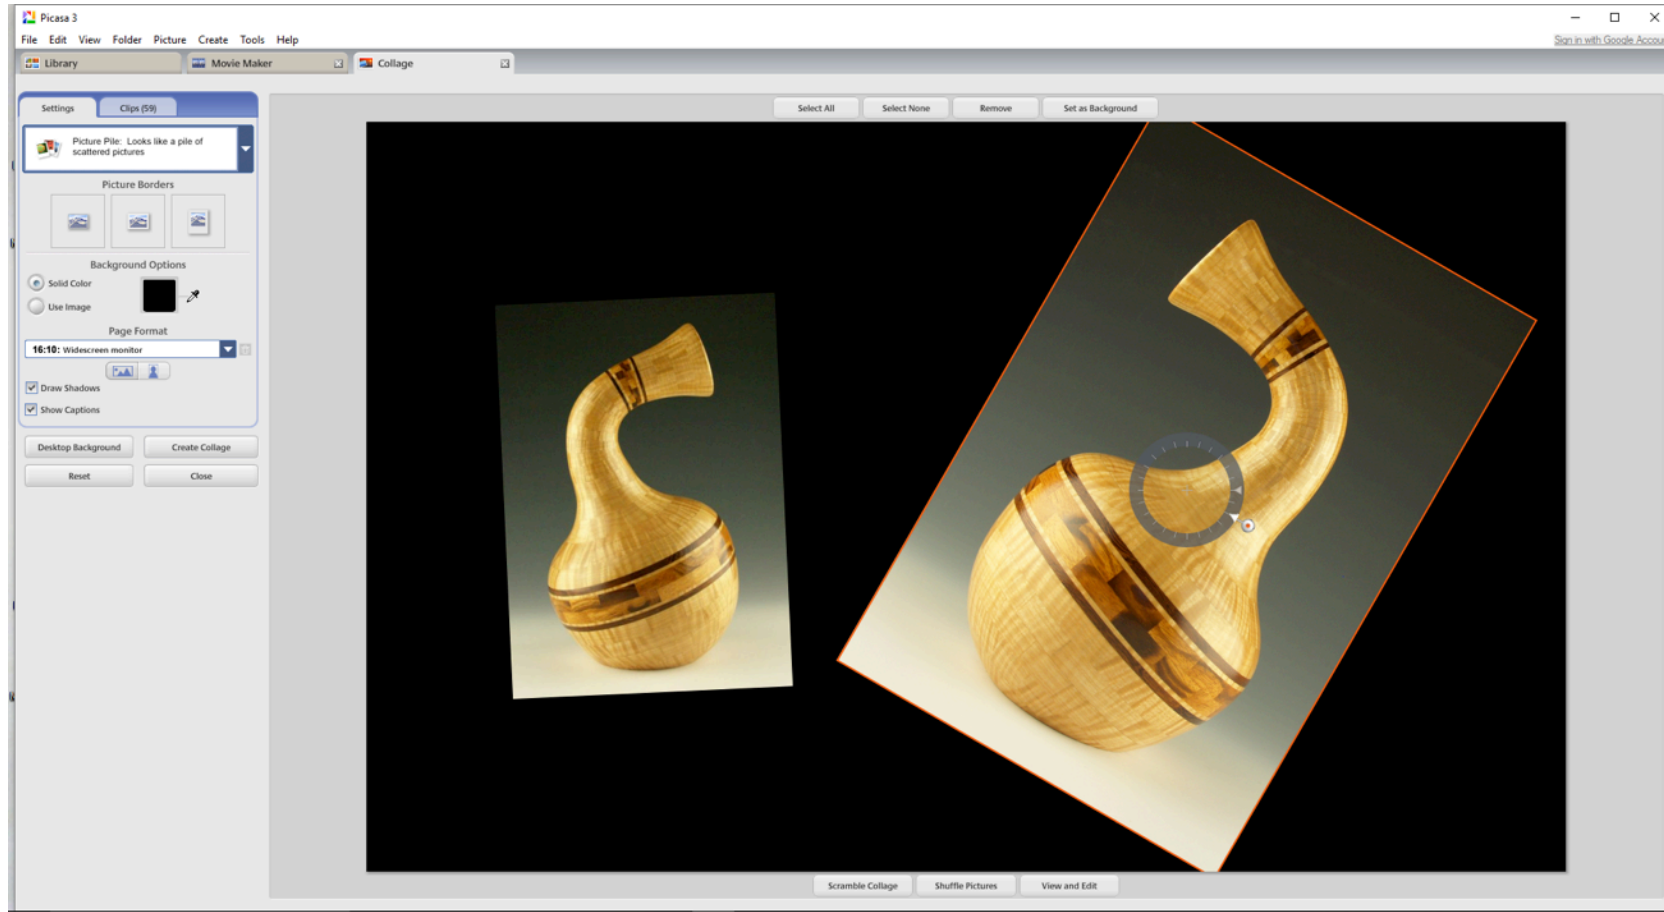 Picasa 3
File Edit View Folder Picture Create Tools Help
Sign in with Google
Library
Movie Maker
Collage
Settings
Clips (59)
Select All
Select None
Remove
Set as Background
Picture Pile: Looks like a pile of
scattered pictures
Picture Borders
Background Options
Solid Color
Use Image
Page Format
16:10: Widescreen monitor
Draw Shadows
Show Captions
Desktop Background
Create Collage
Reset
Close
Scramble Collage
Shuffle Pictures
View and Edit